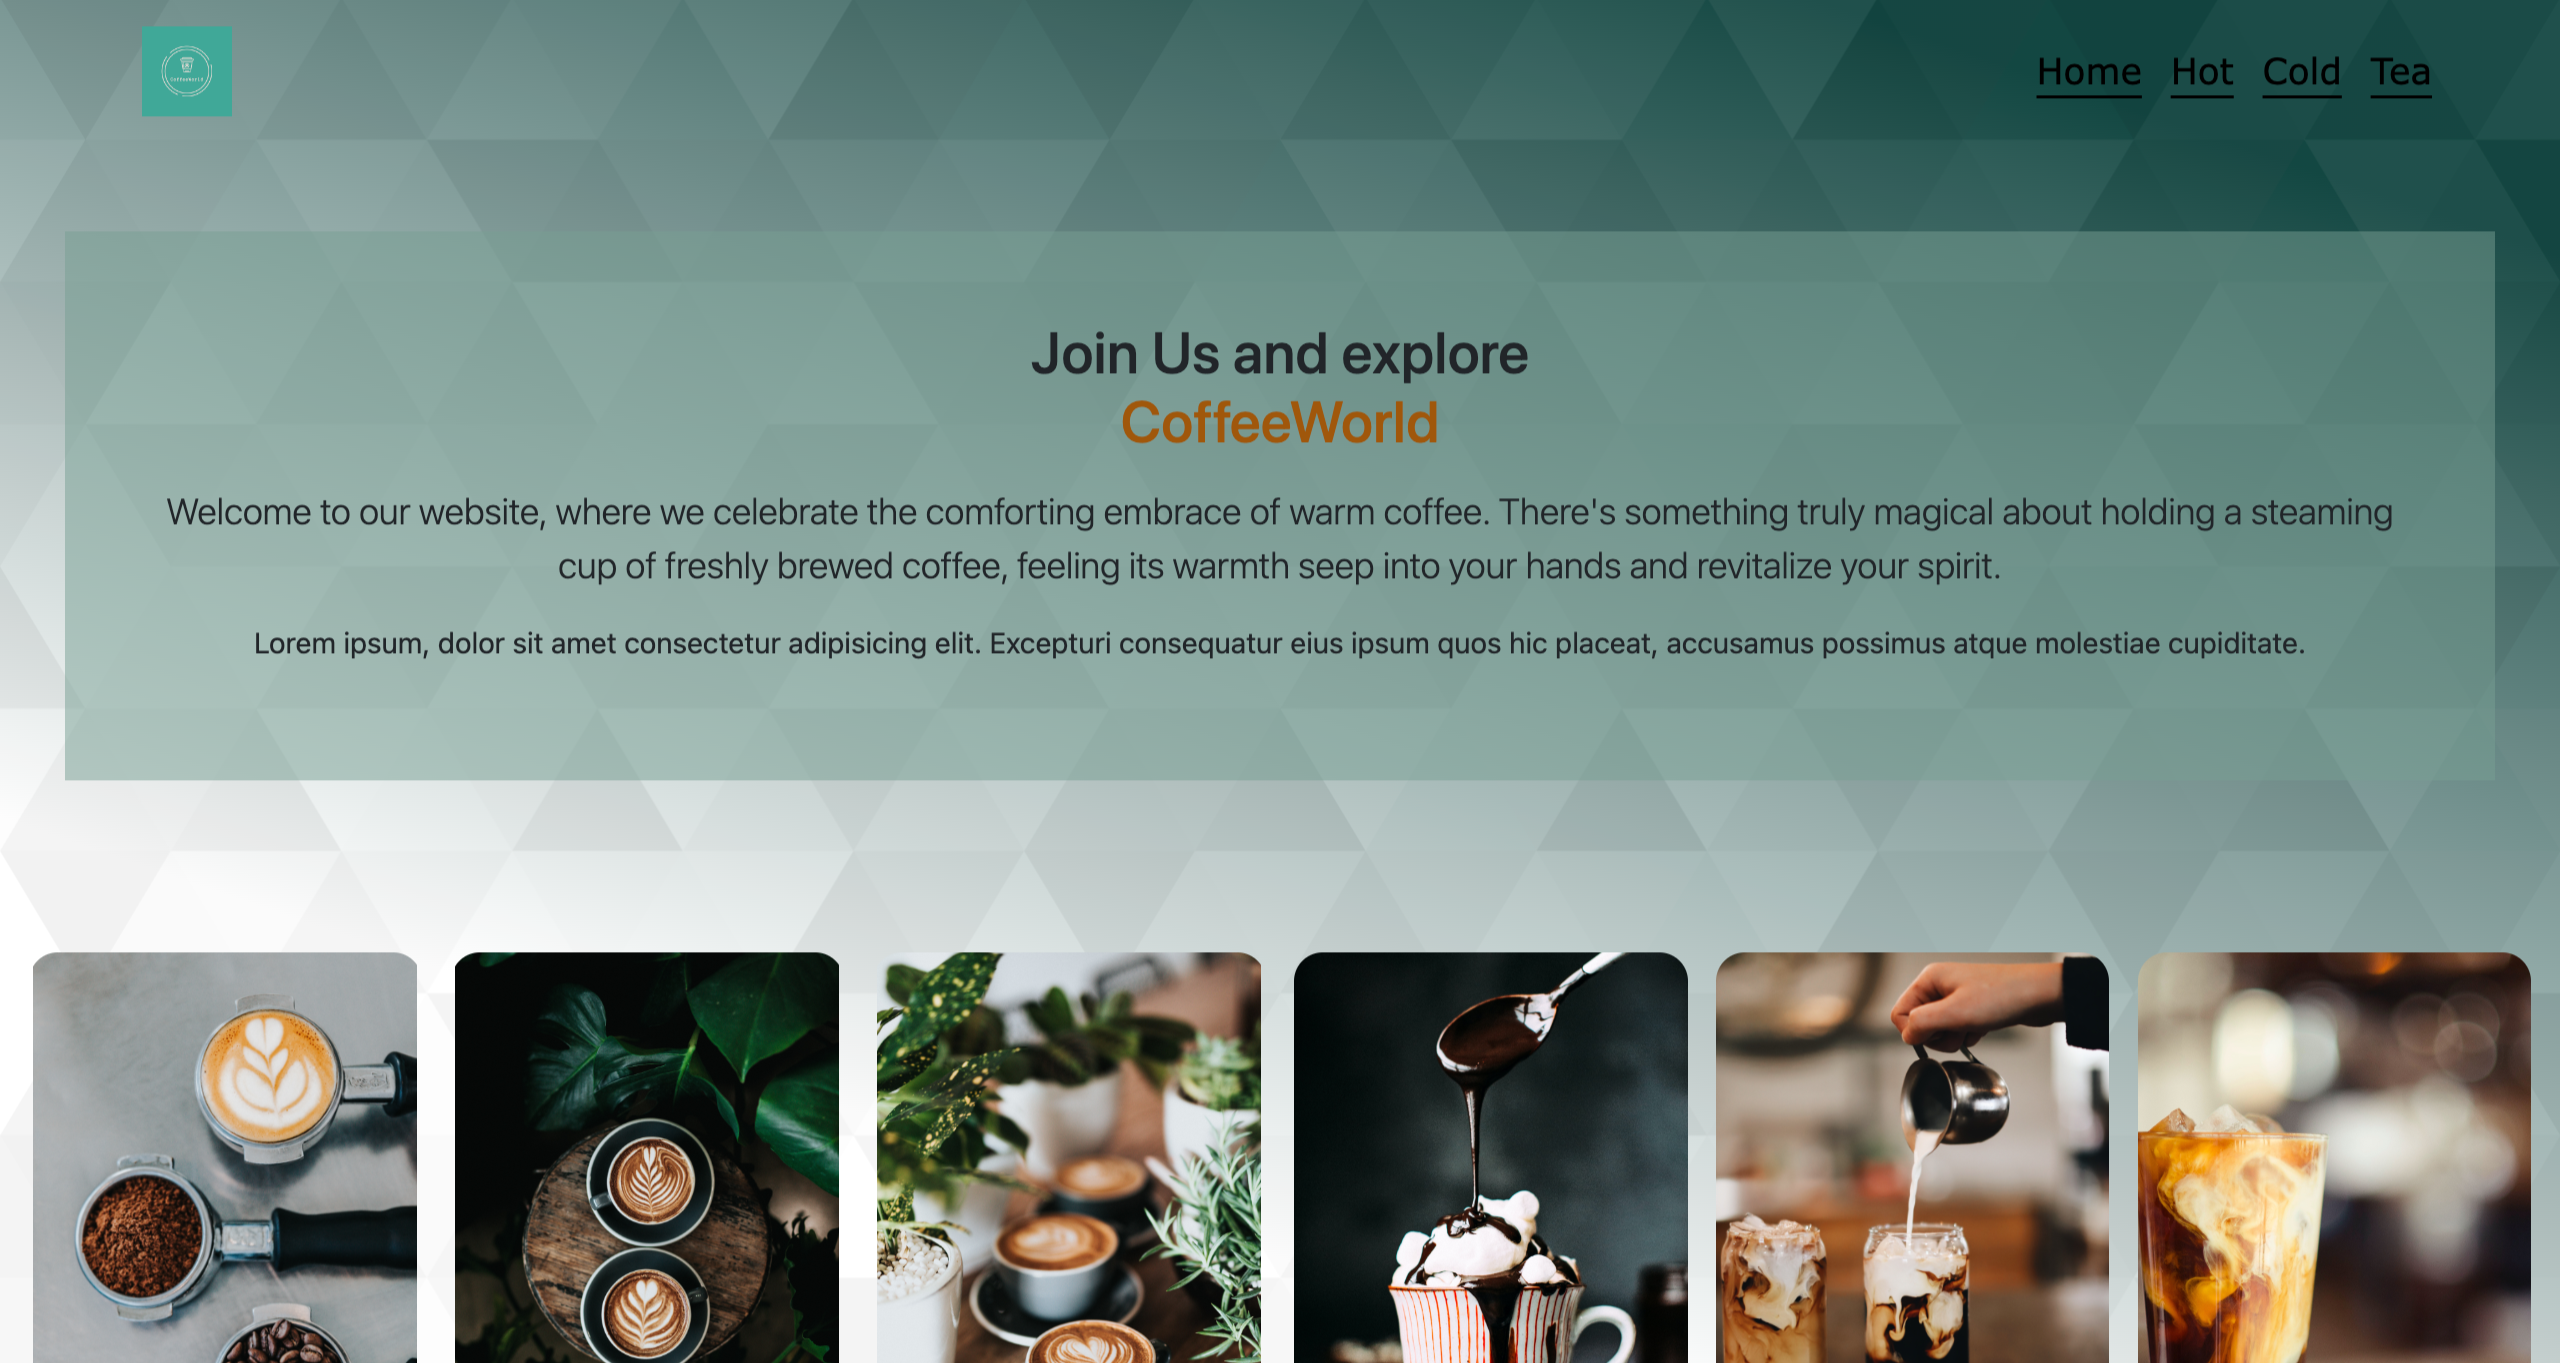 CoffeeWorld
Home Hot Cold Tea
Join Us and explore
CoffeeWorld
Welcome to our website, where we celebrate the comforting embrace of warm coffee. There's something truly magical about holding a steaming
cup of freshly brewed coffee, feeling its warmth seep into your hands and revitalize your spirit.
Lorem ipsum, dolor sit amet consectetur adipisicing elit. Excepturi consequatur eius ipsum quos hic placeat, accusamus possimus atque molestiae cupiditate.